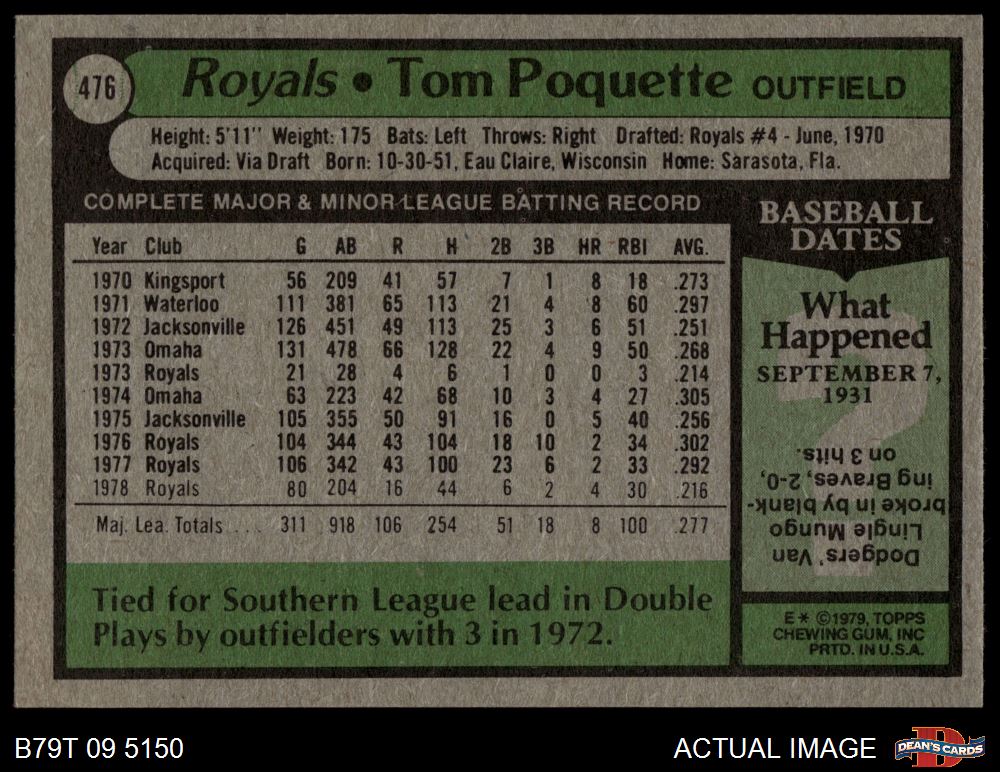 476
Royals • Tom Poquette OUTFIELD
Height: 5'11" Weight: 175 Bats: Left Throws: Right Drafted: Royals #4 - June, 1970
Acquired: Via Draft Born: 10-30-51, Eau Claire, Wisconsin Home: Sarasota, Fla.
COMPLETE MAJOR & MINOR LEAGUE BATTING RECORD
Year Club G AB R H 2B 3B HR RBI AVG.
1970 Kingsport 56 209 41 57 7 1 8 18 .273
1971 Waterloo 111 381 65 113 21 4 8 60 .297
1972 Jacksonville 126 451 49 113 25 3 6 51 .251
1973 Omaha 131 478 66 128 22 4 9 50 .268
1973 Royals 21 28 4 6 1 0 0 3 .214
1974 Omaha 63 223 42 68 10 3 4 27 .305
1975 Jacksonville 105 355 50 91 16 0 5 40 .256
1976 Royals 104 344 43 104 18 10 2 34 .302
1977 Royals 106 342 43 100 23 6 2 33 .292
1978 Royals 80 204 16 44 6 2 4 30 .216
Maj. Lea. Totals . . . 311 918 106 254 51 18 8 100 .277
Tied for Southern League lead in Double
Plays by outfielders with 3 in 1972.
BASEBALL
DATES
What
Happened
SEPTEMBER 7,
1931
Dodgers' Van
Lingle Mungo
broke in by blank-
ing Braves, 2-0,
on 3 hits.
E* ©1979, TOPPS
CHEWING GUM, INC
PRTD. IN U.S.A.
B79T 09 5150
ACTUAL IMAGE
D
DEAN'S CARDS